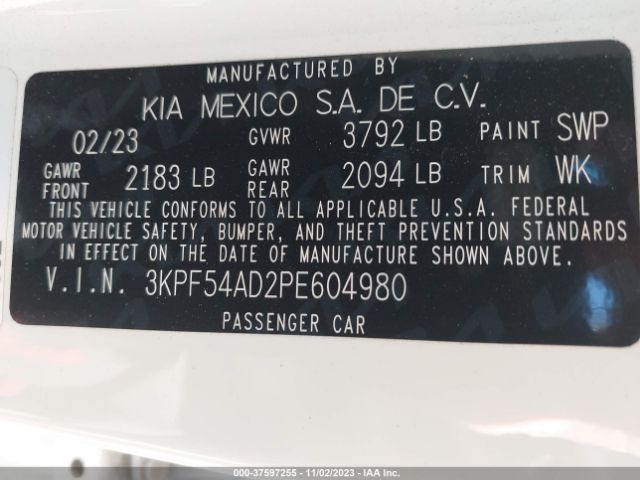 MANUFACTURED BY
KIA MEXICO S.A. DE C.V.
02/23 GVWR 3792 LB PAINT SWP
GAWR FRONT 2183 LB GAWR REAR 2094 LB TRIM WK
THIS VEHICLE CONFORMS TO ALL APPLICABLE U.S.A. FEDERAL
MOTOR VEHICLE SAFETY, BUMPER, AND THEFT PREVENTION STANDARDS
IN EFFECT ON THE DATE OF MANUFACTURE SHOWN ABOVE.
V.I.N. 3KPF54AD2PE604980
PASSENGER CAR
000-37597255 - 11/02/2023 - IAA Inc.